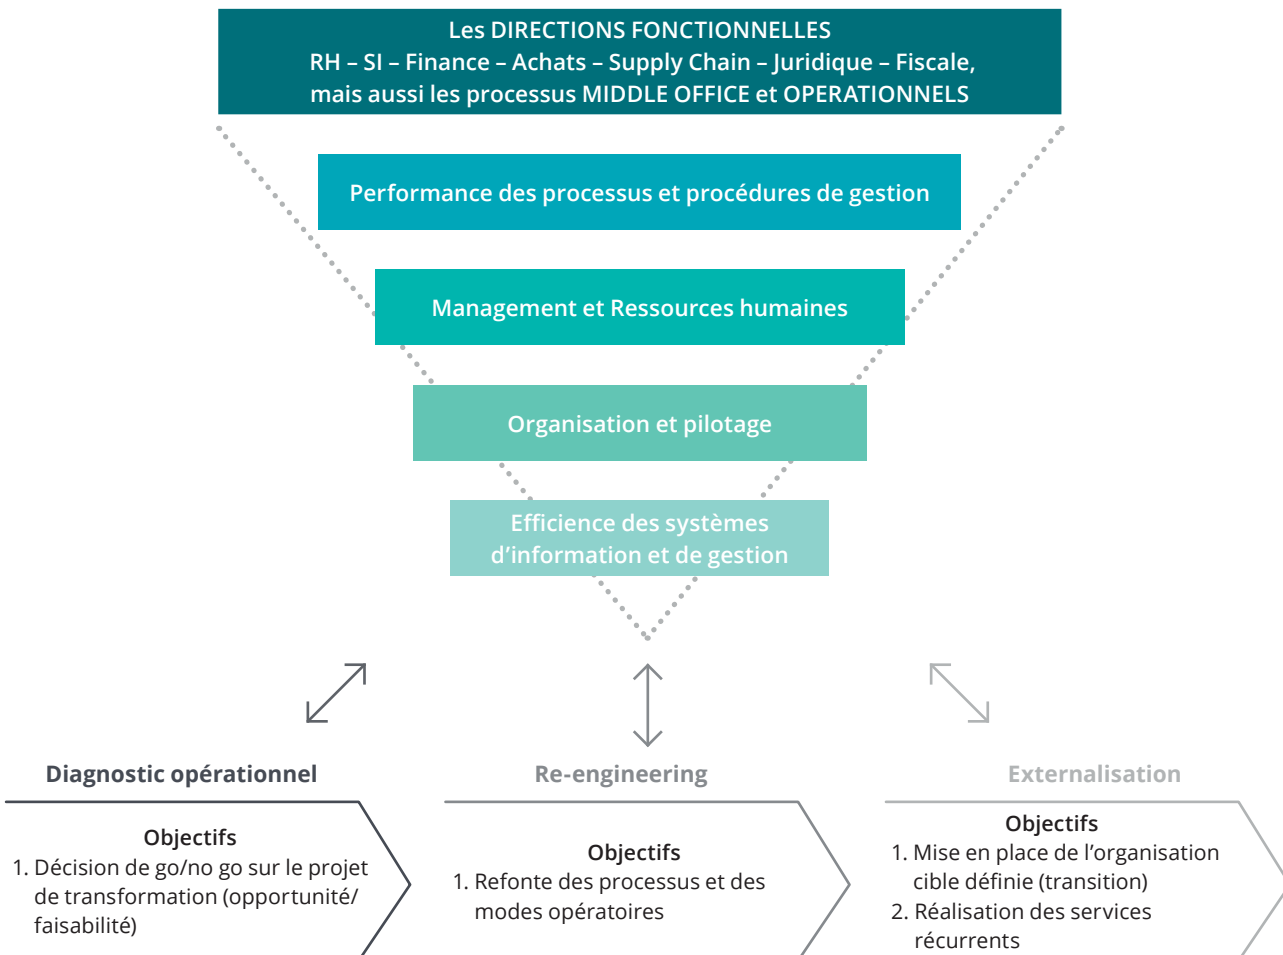 Les DIRECTIONS FONCTIONNELLES
RH – SI – Finance – Achats – Supply Chain – Juridique – Fiscale,
mais aussi les processus MIDDLE OFFICE et OPERATIONNELS
Performance des processus et procédures de gestion
Management et Ressources humaines
Organisation et pilotage
Efficience des systèmes
d’information et de gestion
Diagnostic opérationnel
Objectifs
1. Décision de go/no go sur le projet
de transformation (opportunité/
faisabilité)
Re-engineering
Objectifs
1. Refonte des processus et des
modes opératoires
Externalisation
Objectifs
1. Mise en place de l’organisation
cible définie (transition)
2. Réalisation des services
récurrents